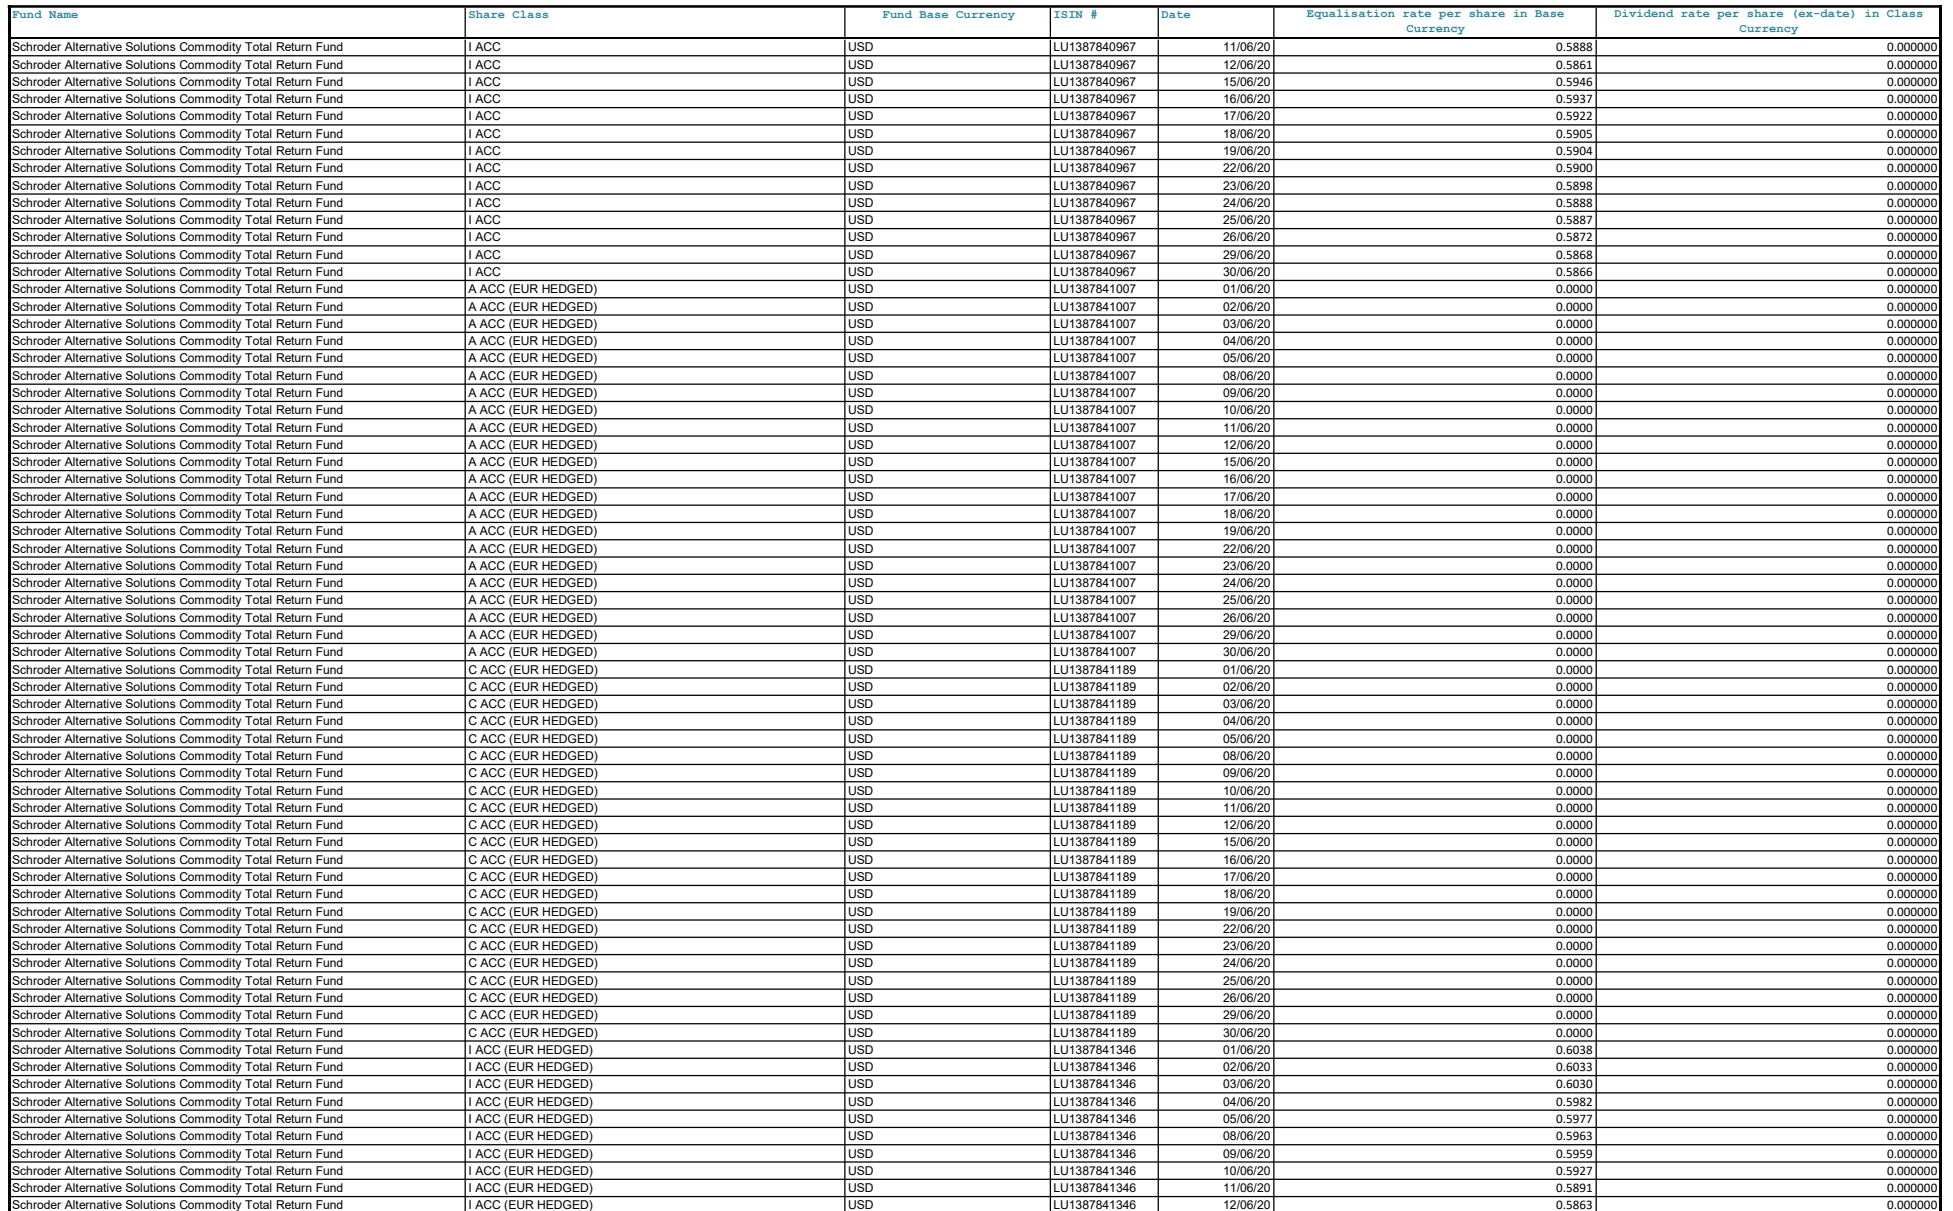 Fund Name Share Class Fund Base Currency ISIN # Date Equalisation rate per share in Base Currency Dividend rate per share (ex-date) in Class Currency
Schroder Alternative Solutions Commodity Total Return Fund I ACC USD LU1387840967 11/06/20 0.5888 0.000000
Schroder Alternative Solutions Commodity Total Return Fund I ACC USD LU1387840967 12/06/20 0.5861 0.000000
Schroder Alternative Solutions Commodity Total Return Fund I ACC USD LU1387840967 15/06/20 0.5946 0.000000
Schroder Alternative Solutions Commodity Total Return Fund I ACC USD LU1387840967 16/06/20 0.5937 0.000000
Schroder Alternative Solutions Commodity Total Return Fund I ACC USD LU1387840967 17/06/20 0.5922 0.000000
Schroder Alternative Solutions Commodity Total Return Fund I ACC USD LU1387840967 18/06/20 0.5905 0.000000
Schroder Alternative Solutions Commodity Total Return Fund I ACC USD LU1387840967 19/06/20 0.5904 0.000000
Schroder Alternative Solutions Commodity Total Return Fund I ACC USD LU1387840967 22/06/20 0.5900 0.000000
Schroder Alternative Solutions Commodity Total Return Fund I ACC USD LU1387840967 23/06/20 0.5898 0.000000
Schroder Alternative Solutions Commodity Total Return Fund I ACC USD LU1387840967 24/06/20 0.5888 0.000000
Schroder Alternative Solutions Commodity Total Return Fund I ACC USD LU1387840967 25/06/20 0.5887 0.000000
Schroder Alternative Solutions Commodity Total Return Fund I ACC USD LU1387840967 26/06/20 0.5872 0.000000
Schroder Alternative Solutions Commodity Total Return Fund I ACC USD LU1387840967 29/06/20 0.5868 0.000000
Schroder Alternative Solutions Commodity Total Return Fund I ACC USD LU1387840967 30/06/20 0.5866 0.000000
Schroder Alternative Solutions Commodity Total Return Fund A ACC (EUR HEDGED) USD LU1387841007 01/06/20 0.0000 0.000000
Schroder Alternative Solutions Commodity Total Return Fund A ACC (EUR HEDGED) USD LU1387841007 02/06/20 0.0000 0.000000
Schroder Alternative Solutions Commodity Total Return Fund A ACC (EUR HEDGED) USD LU1387841007 03/06/20 0.0000 0.000000
Schroder Alternative Solutions Commodity Total Return Fund A ACC (EUR HEDGED) USD LU1387841007 04/06/20 0.0000 0.000000
Schroder Alternative Solutions Commodity Total Return Fund A ACC (EUR HEDGED) USD LU1387841007 05/06/20 0.0000 0.000000
Schroder Alternative Solutions Commodity Total Return Fund A ACC (EUR HEDGED) USD LU1387841007 08/06/20 0.0000 0.000000
Schroder Alternative Solutions Commodity Total Return Fund A ACC (EUR HEDGED) USD LU1387841007 09/06/20 0.0000 0.000000
Schroder Alternative Solutions Commodity Total Return Fund A ACC (EUR HEDGED) USD LU1387841007 10/06/20 0.0000 0.000000
Schroder Alternative Solutions Commodity Total Return Fund A ACC (EUR HEDGED) USD LU1387841007 11/06/20 0.0000 0.000000
Schroder Alternative Solutions Commodity Total Return Fund A ACC (EUR HEDGED) USD LU1387841007 12/06/20 0.0000 0.000000
Schroder Alternative Solutions Commodity Total Return Fund A ACC (EUR HEDGED) USD LU1387841007 15/06/20 0.0000 0.000000
Schroder Alternative Solutions Commodity Total Return Fund A ACC (EUR HEDGED) USD LU1387841007 16/06/20 0.0000 0.000000
Schroder Alternative Solutions Commodity Total Return Fund A ACC (EUR HEDGED) USD LU1387841007 17/06/20 0.0000 0.000000
Schroder Alternative Solutions Commodity Total Return Fund A ACC (EUR HEDGED) USD LU1387841007 18/06/20 0.0000 0.000000
Schroder Alternative Solutions Commodity Total Return Fund A ACC (EUR HEDGED) USD LU1387841007 19/06/20 0.0000 0.000000
Schroder Alternative Solutions Commodity Total Return Fund A ACC (EUR HEDGED) USD LU1387841007 22/06/20 0.0000 0.000000
Schroder Alternative Solutions Commodity Total Return Fund A ACC (EUR HEDGED) USD LU1387841007 23/06/20 0.0000 0.000000
Schroder Alternative Solutions Commodity Total Return Fund A ACC (EUR HEDGED) USD LU1387841007 24/06/20 0.0000 0.000000
Schroder Alternative Solutions Commodity Total Return Fund A ACC (EUR HEDGED) USD LU1387841007 25/06/20 0.0000 0.000000
Schroder Alternative Solutions Commodity Total Return Fund A ACC (EUR HEDGED) USD LU1387841007 26/06/20 0.0000 0.000000
Schroder Alternative Solutions Commodity Total Return Fund A ACC (EUR HEDGED) USD LU1387841007 29/06/20 0.0000 0.000000
Schroder Alternative Solutions Commodity Total Return Fund A ACC (EUR HEDGED) USD LU1387841007 30/06/20 0.0000 0.000000
Schroder Alternative Solutions Commodity Total Return Fund C ACC (EUR HEDGED) USD LU1387841189 01/06/20 0.0000 0.000000
Schroder Alternative Solutions Commodity Total Return Fund C ACC (EUR HEDGED) USD LU1387841189 02/06/20 0.0000 0.000000
Schroder Alternative Solutions Commodity Total Return Fund C ACC (EUR HEDGED) USD LU1387841189 03/06/20 0.0000 0.000000
Schroder Alternative Solutions Commodity Total Return Fund C ACC (EUR HEDGED) USD LU1387841189 04/06/20 0.0000 0.000000
Schroder Alternative Solutions Commodity Total Return Fund C ACC (EUR HEDGED) USD LU1387841189 05/06/20 0.0000 0.000000
Schroder Alternative Solutions Commodity Total Return Fund C ACC (EUR HEDGED) USD LU1387841189 08/06/20 0.0000 0.000000
Schroder Alternative Solutions Commodity Total Return Fund C ACC (EUR HEDGED) USD LU1387841189 09/06/20 0.0000 0.000000
Schroder Alternative Solutions Commodity Total Return Fund C ACC (EUR HEDGED) USD LU1387841189 10/06/20 0.0000 0.000000
Schroder Alternative Solutions Commodity Total Return Fund C ACC (EUR HEDGED) USD LU1387841189 11/06/20 0.0000 0.000000
Schroder Alternative Solutions Commodity Total Return Fund C ACC (EUR HEDGED) USD LU1387841189 12/06/20 0.0000 0.000000
Schroder Alternative Solutions Commodity Total Return Fund C ACC (EUR HEDGED) USD LU1387841189 15/06/20 0.0000 0.000000
Schroder Alternative Solutions Commodity Total Return Fund C ACC (EUR HEDGED) USD LU1387841189 16/06/20 0.0000 0.000000
Schroder Alternative Solutions Commodity Total Return Fund C ACC (EUR HEDGED) USD LU1387841189 17/06/20 0.0000 0.000000
Schroder Alternative Solutions Commodity Total Return Fund C ACC (EUR HEDGED) USD LU1387841189 18/06/20 0.0000 0.000000
Schroder Alternative Solutions Commodity Total Return Fund C ACC (EUR HEDGED) USD LU1387841189 19/06/20 0.0000 0.000000
Schroder Alternative Solutions Commodity Total Return Fund C ACC (EUR HEDGED) USD LU1387841189 22/06/20 0.0000 0.000000
Schroder Alternative Solutions Commodity Total Return Fund C ACC (EUR HEDGED) USD LU1387841189 23/06/20 0.0000 0.000000
Schroder Alternative Solutions Commodity Total Return Fund C ACC (EUR HEDGED) USD LU1387841189 24/06/20 0.0000 0.000000
Schroder Alternative Solutions Commodity Total Return Fund C ACC (EUR HEDGED) USD LU1387841189 25/06/20 0.0000 0.000000
Schroder Alternative Solutions Commodity Total Return Fund C ACC (EUR HEDGED) USD LU1387841189 26/06/20 0.0000 0.000000
Schroder Alternative Solutions Commodity Total Return Fund C ACC (EUR HEDGED) USD LU1387841189 29/06/20 0.0000 0.000000
Schroder Alternative Solutions Commodity Total Return Fund C ACC (EUR HEDGED) USD LU1387841189 30/06/20 0.0000 0.000000
Schroder Alternative Solutions Commodity Total Return Fund I ACC (EUR HEDGED) USD LU1387841346 01/06/20 0.6038 0.000000
Schroder Alternative Solutions Commodity Total Return Fund I ACC (EUR HEDGED) USD LU1387841346 02/06/20 0.6033 0.000000
Schroder Alternative Solutions Commodity Total Return Fund I ACC (EUR HEDGED) USD LU1387841346 03/06/20 0.6030 0.000000
Schroder Alternative Solutions Commodity Total Return Fund I ACC (EUR HEDGED) USD LU1387841346 04/06/20 0.5982 0.000000
Schroder Alternative Solutions Commodity Total Return Fund I ACC (EUR HEDGED) USD LU1387841346 05/06/20 0.5977 0.000000
Schroder Alternative Solutions Commodity Total Return Fund I ACC (EUR HEDGED) USD LU1387841346 08/06/20 0.5963 0.000000
Schroder Alternative Solutions Commodity Total Return Fund I ACC (EUR HEDGED) USD LU1387841346 09/06/20 0.5959 0.000000
Schroder Alternative Solutions Commodity Total Return Fund I ACC (EUR HEDGED) USD LU1387841346 10/06/20 0.5927 0.000000
Schroder Alternative Solutions Commodity Total Return Fund I ACC (EUR HEDGED) USD LU1387841346 11/06/20 0.5891 0.000000
Schroder Alternative Solutions Commodity Total Return Fund I ACC (EUR HEDGED) USD LU1387841346 12/06/20 0.5863 0.000000